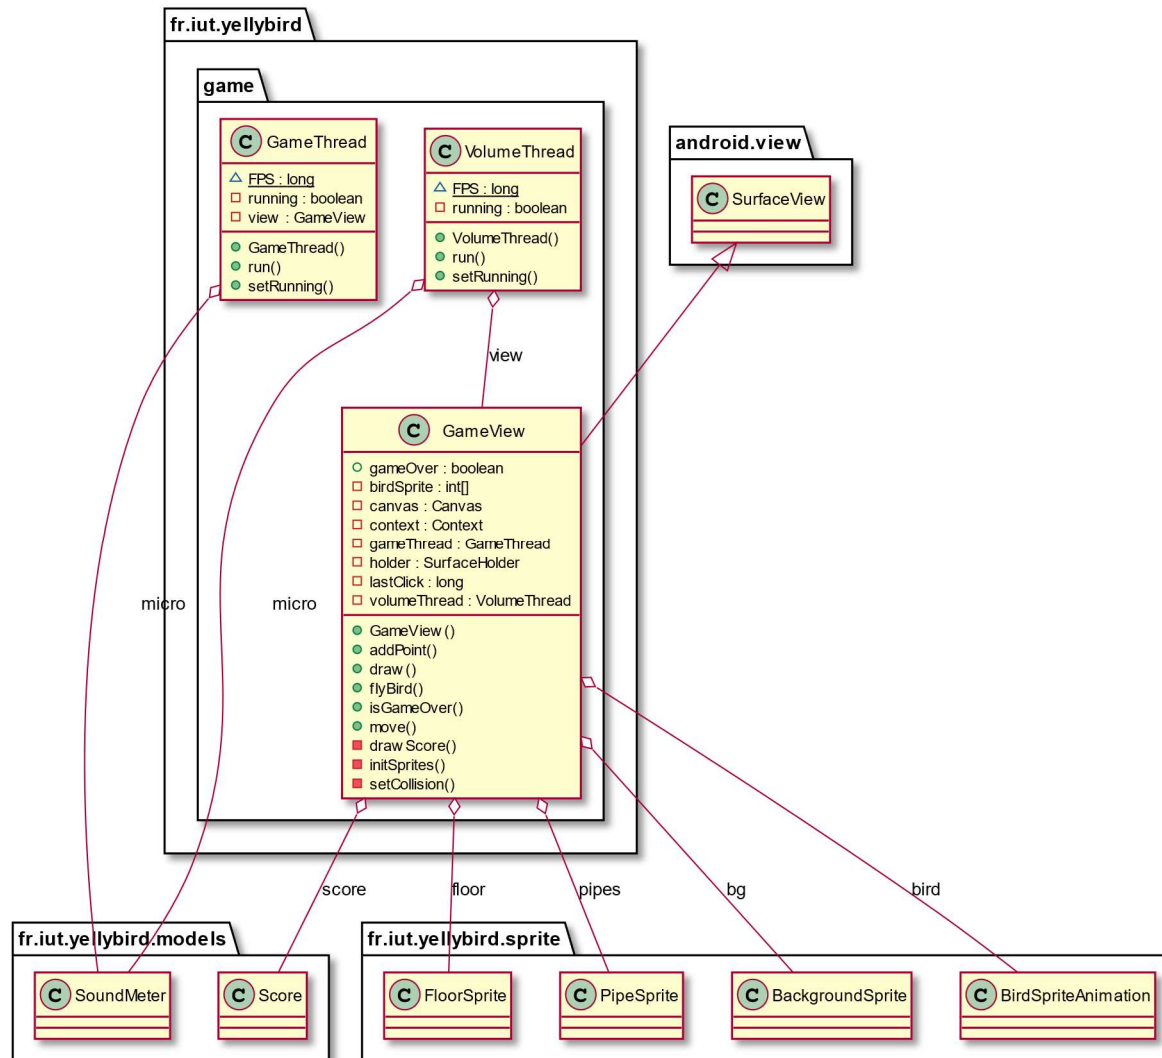 fr.iut.yellybird
game
C GameThread
FPS : long
running : boolean
view : GameView
GameThread()
run()
setRunning()
C VolumeThread
FPS : long
running : boolean
VolumeThread()
run()
setRunning()
android.view
C SurfaceView
view
C GameView
gameOver : boolean
birdSprite : int[]
canvas : Canvas
context : Context
gameThread : GameThread
holder : SurfaceHolder
lastClick : long
volumeThread : VolumeThread
GameView()
addPoint()
draw()
flyBird()
isGameOver()
move()
drawScore()
initSprites()
setCollision()
micro
micro
score
floor
pipes
bg
bird
fr.iut.yellybird.models
C SoundMeter
C Score
fr.iut.yellybird.sprite
C FloorSprite
C PipeSprite
C BackgroundSprite
C BirdSpriteAnimation